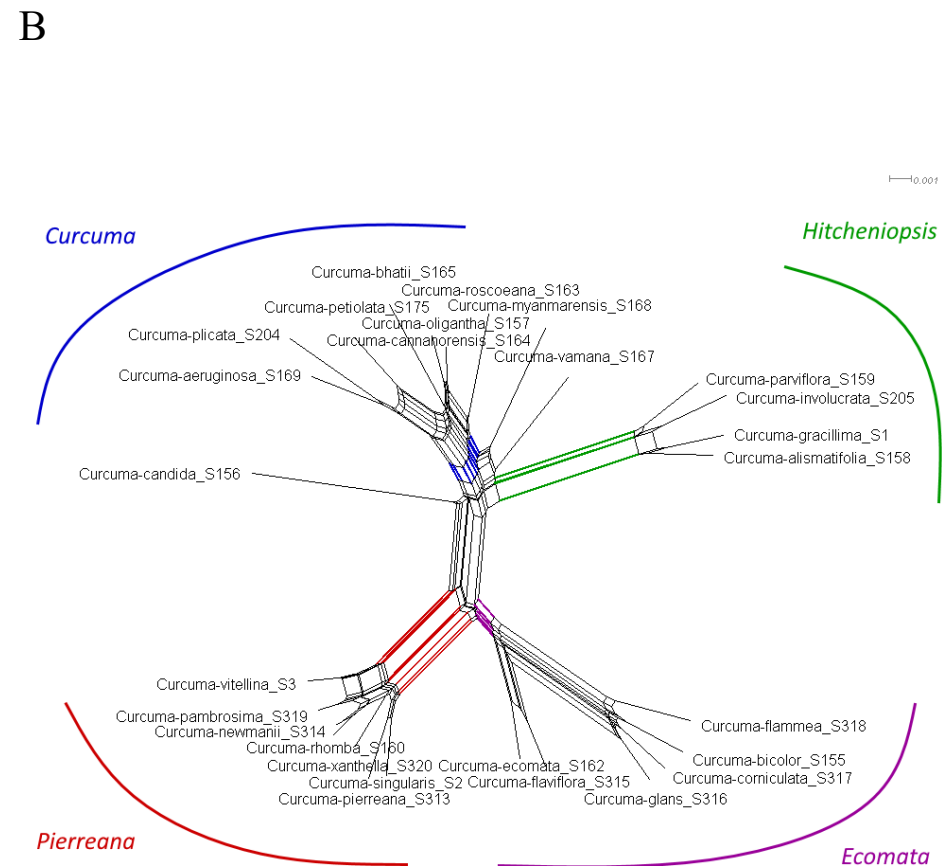 B
0.001
Curcuma
Hitcheniopsis
Curcuma-bhatii_S165
Curcuma-roscoeana_S163
Curcuma-petiolata_S175
Curcuma-myanmarensis_S168
Curcuma-oligantha_S157
Curcuma-plicata_S204
Curcuma-cannanorensis_S164
Curcuma-vamana_S167
Curcuma-aeruginosa_S169
Curcuma-parviflora_S159
Curcuma-involucrata_S205
Curcuma-gracillima_S1
Curcuma-alismatifolia_S158
Curcuma-candida_S156
Curcuma-vitellina_S3
Curcuma-pambrosima_S319
Curcuma-newmanii_S314
Curcuma-flammea_S318
Curcuma-rhomba_S160
Curcuma-bicolor_S155
Curcuma-xanthella_S320
Curcuma-ecomata_S162
Curcuma-corniculata_S317
Curcuma-singularis_S2
Curcuma-flaviflora_S315
Curcuma-pierreana_S313
Curcuma-glans_S316
Pierreana
Ecomata